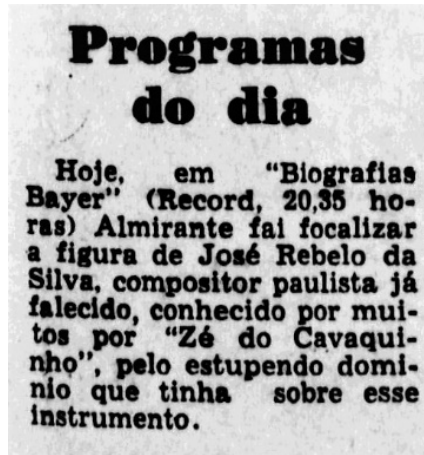 Programas
do dia
Hoje, em "Biografias
Bayer" (Record, 20,35 ho-
ras) Almirante fai focalizar
a figura de José Rebelo da
Silva, compositor paulista já
falecido, conhecido por mui-
tos por "Zé do Cavaqui-
nho", pelo estupendo domi-
nio que tinha sobre esse
instrumento.